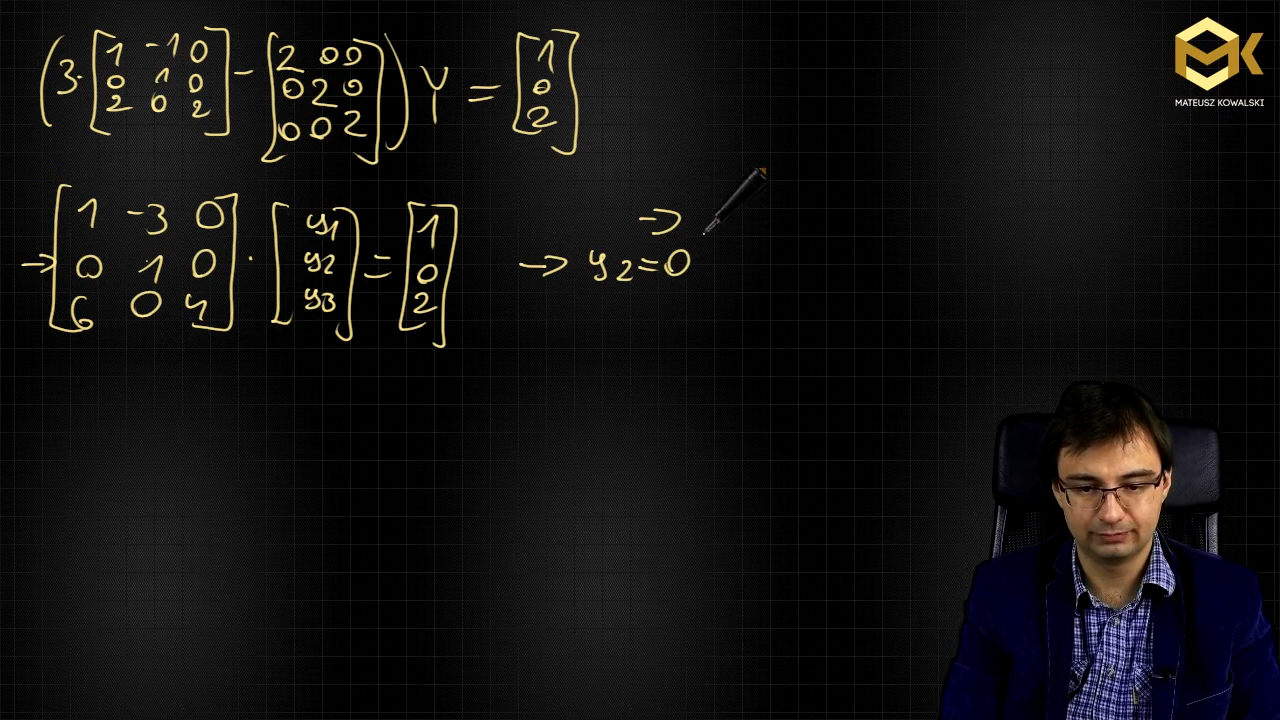 (3·[1 -1 0; 0 1 0; 2 0 2] - [2 0 0; 0 2 0; 0 0 2]) Y = [1; 0; 2]
→ [1 -3 0; 0 1 0; 6 0 4] · [y1; y2; y3] = [1; 0; 2]
→
→ y2=0
MK
MATEUSZ KOWALSKI